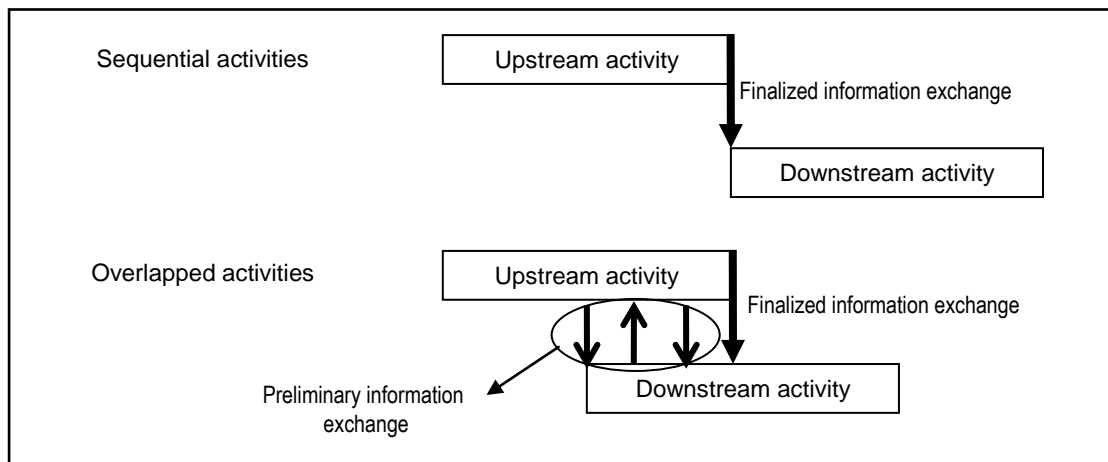 Sequential activities
Upstream activity
Finalized information exchange
Downstream activity
Overlapped activities
Upstream activity
Finalized information exchange
Downstream activity
Preliminary information
exchange